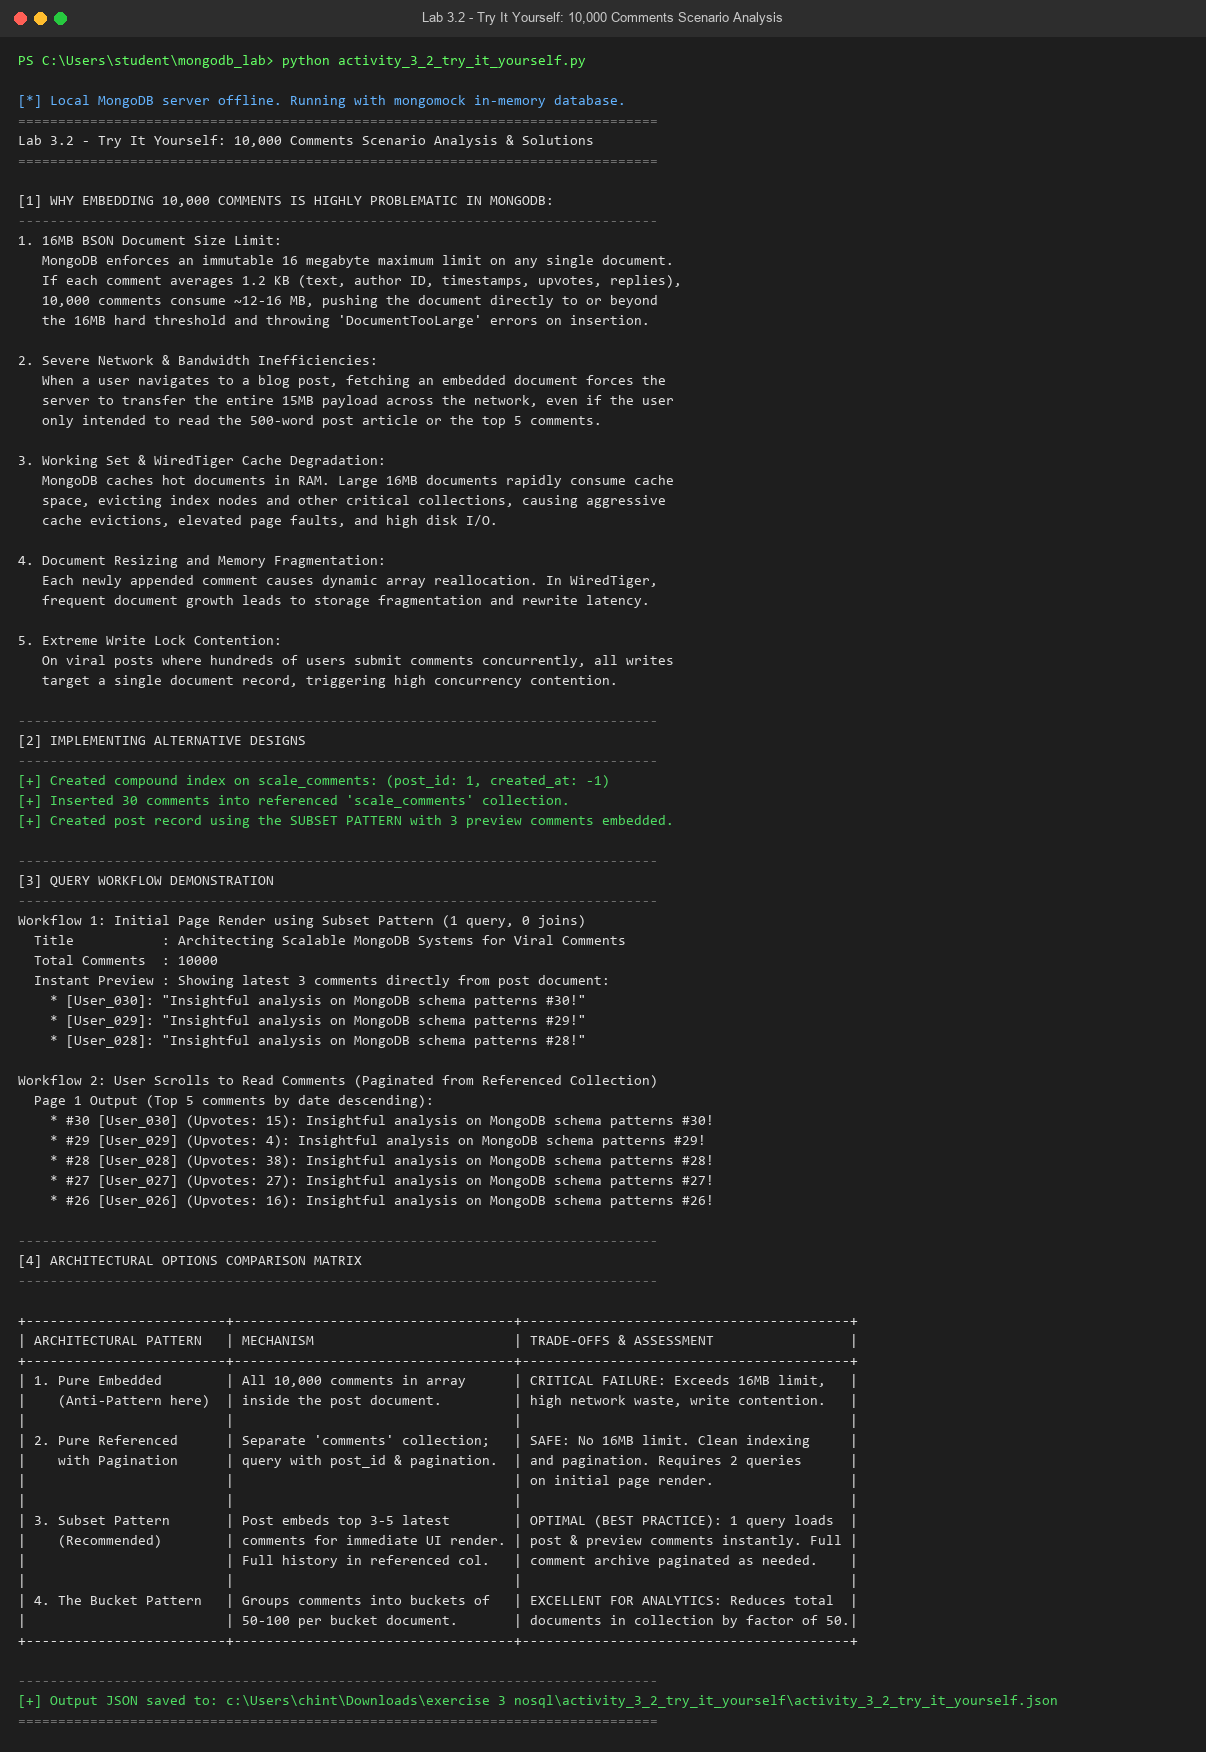 Lab 3.2 - Try It Yourself: 10,000 Comments Scenario Analysis
PS C:\Users\student\mongodb_lab> python activity_3_2_try_it_yourself.py
[*] Local MongoDB server offline. Running with mongomock in-memory database.
================================================================================
Lab 3.2 - Try It Yourself: 10,000 Comments Scenario Analysis & Solutions
================================================================================
[1] WHY EMBEDDING 10,000 COMMENTS IS HIGHLY PROBLEMATIC IN MONGODB:
--------------------------------------------------------------------------------
1. 16MB BSON Document Size Limit:
   MongoDB enforces an immutable 16 megabyte maximum limit on any single document.
   If each comment averages 1.2 KB (text, author ID, timestamps, upvotes, replies),
   10,000 comments consume ~12-16 MB, pushing the document directly to or beyond
   the 16MB hard threshold and throwing 'DocumentTooLarge' errors on insertion.
2. Severe Network & Bandwidth Inefficiencies:
   When a user navigates to a blog post, fetching an embedded document forces the
   server to transfer the entire 15MB payload across the network, even if the user
   only intended to read the 500-word post article or the top 5 comments.
3. Working Set & WiredTiger Cache Degradation:
   MongoDB caches hot documents in RAM. Large 16MB documents rapidly consume cache
   space, evicting index nodes and other critical collections, causing aggressive
   cache evictions, elevated page faults, and high disk I/O.
4. Document Resizing and Memory Fragmentation:
   Each newly appended comment causes dynamic array reallocation. In WiredTiger,
   frequent document growth leads to storage fragmentation and rewrite latency.
5. Extreme Write Lock Contention:
   On viral posts where hundreds of users submit comments concurrently, all writes
   target a single document record, triggering high concurrency contention.
--------------------------------------------------------------------------------
[2] IMPLEMENTING ALTERNATIVE DESIGNS
--------------------------------------------------------------------------------
[+] Created compound index on scale_comments: (post_id: 1, created_at: -1)
[+] Inserted 30 comments into referenced 'scale_comments' collection.
[+] Created post record using the SUBSET PATTERN with 3 preview comments embedded.
--------------------------------------------------------------------------------
[3] QUERY WORKFLOW DEMONSTRATION
--------------------------------------------------------------------------------
Workflow 1: Initial Page Render using Subset Pattern (1 query, 0 joins)
  Title           : Architecting Scalable MongoDB Systems for Viral Comments
  Total Comments  : 10000
  Instant Preview : Showing latest 3 comments directly from post document:
    * [User_030]: "Insightful analysis on MongoDB schema patterns #30!"
    * [User_029]: "Insightful analysis on MongoDB schema patterns #29!"
    * [User_028]: "Insightful analysis on MongoDB schema patterns #28!"
Workflow 2: User Scrolls to Read Comments (Paginated from Referenced Collection)
  Page 1 Output (Top 5 comments by date descending):
    * #30 [User_030] (Upvotes: 15): Insightful analysis on MongoDB schema patterns #30!
    * #29 [User_029] (Upvotes: 4): Insightful analysis on MongoDB schema patterns #29!
    * #28 [User_028] (Upvotes: 38): Insightful analysis on MongoDB schema patterns #28!
    * #27 [User_027] (Upvotes: 27): Insightful analysis on MongoDB schema patterns #27!
    * #26 [User_026] (Upvotes: 16): Insightful analysis on MongoDB schema patterns #26!
--------------------------------------------------------------------------------
[4] ARCHITECTURAL OPTIONS COMPARISON MATRIX
--------------------------------------------------------------------------------
+-------------------------+-----------------------------------+-----------------------------------------+
| ARCHITECTURAL PATTERN   | MECHANISM                         | TRADE-OFFS & ASSESSMENT                 |
+-------------------------+-----------------------------------+-----------------------------------------+
| 1. Pure Embedded        | All 10,000 comments in array      | CRITICAL FAILURE: Exceeds 16MB limit,   |
|    (Anti-Pattern here)  | inside the post document.         | high network waste, write contention.   |
|                         |                                   |                                         |
| 2. Pure Referenced      | Separate 'comments' collection;   | SAFE: No 16MB limit. Clean indexing     |
|    with Pagination      | query with post_id & pagination.  | and pagination. Requires 2 queries      |
|                         |                                   | on initial page render.                 |
|                         |                                   |                                         |
| 3. Subset Pattern       | Post embeds top 3-5 latest        | OPTIMAL (BEST PRACTICE): 1 query loads  |
|    (Recommended)        | comments for immediate UI render. | post & preview comments instantly. Full |
|                         | Full history in referenced col.   | comment archive paginated as needed.    |
|                         |                                   |                                         |
| 4. The Bucket Pattern   | Groups comments into buckets of   | EXCELLENT FOR ANALYTICS: Reduces total  |
|                         | 50-100 per bucket document.       | documents in collection by factor of 50.|
+-------------------------+-----------------------------------+-----------------------------------------+
--------------------------------------------------------------------------------
[+] Output JSON saved to: c:\Users\chint\Downloads\exercise 3 nosql\activity_3_2_try_it_yourself\activity_3_2_try_it_yourself.json
================================================================================